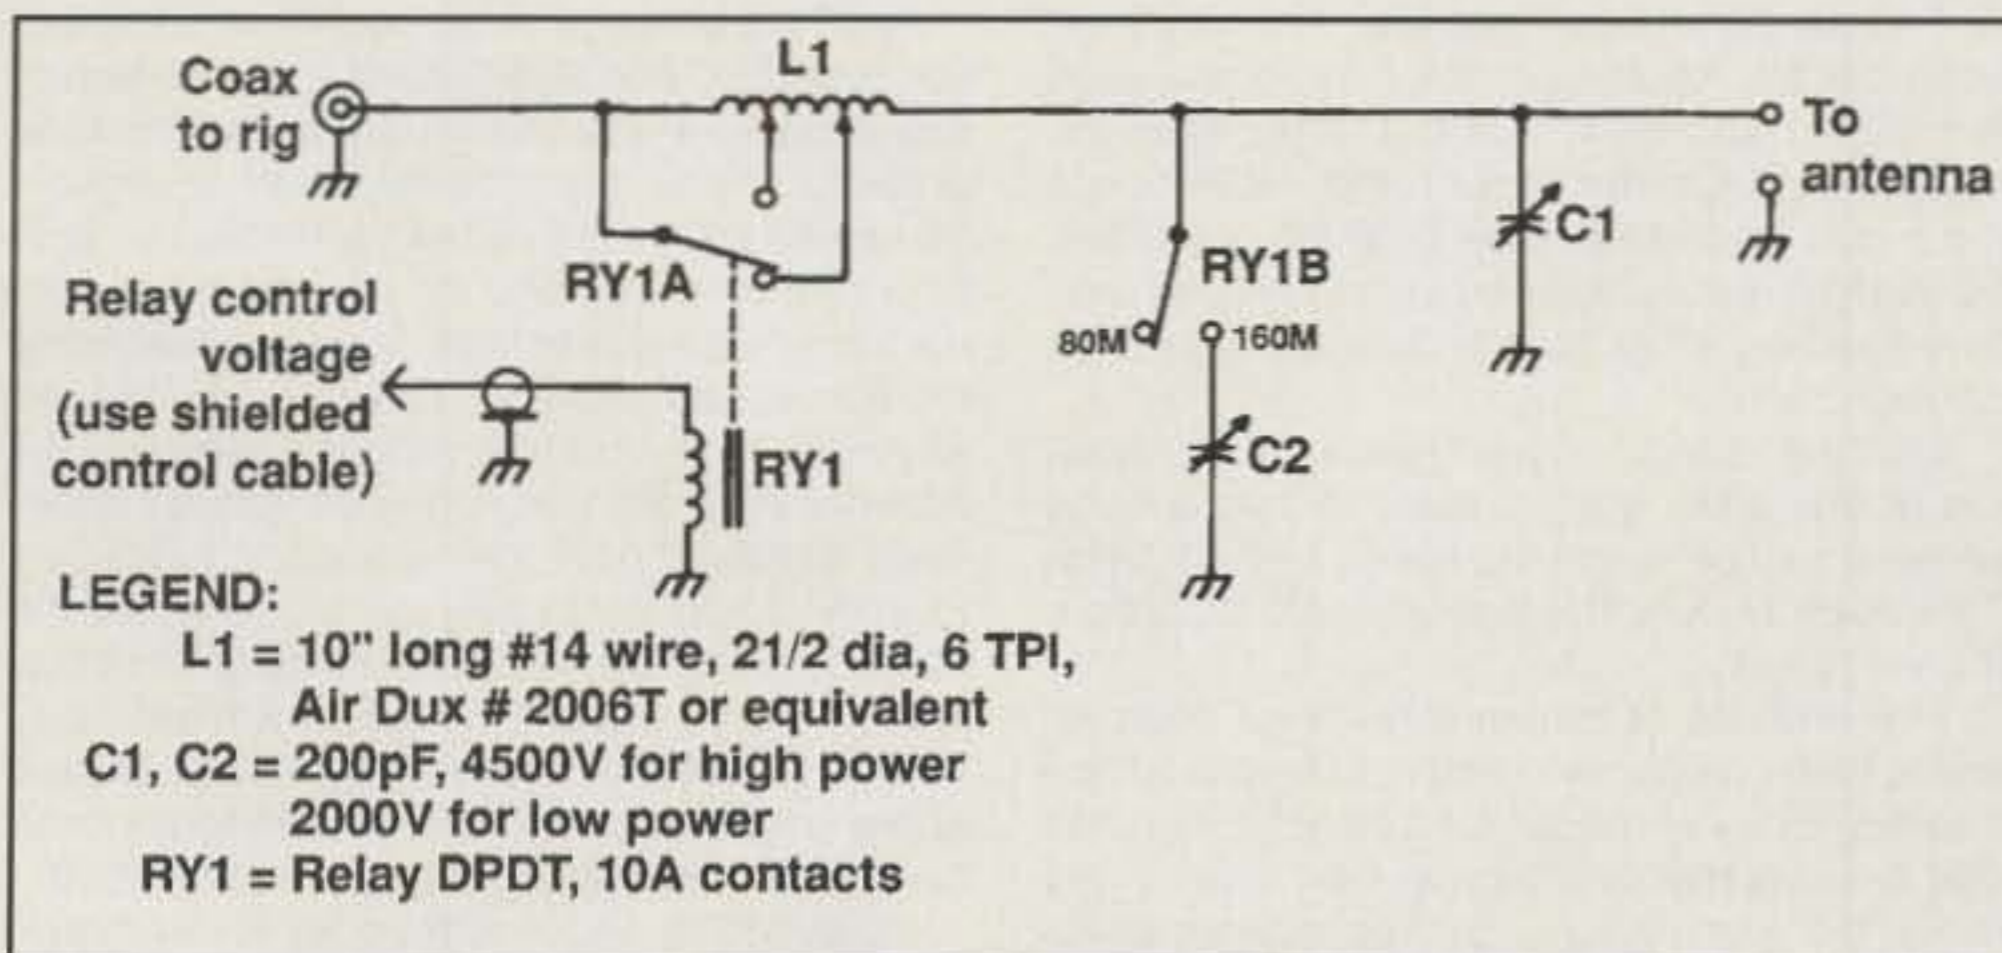 Coax
to rig
L1
To
antenna
C1
RY1A
RY1B
Relay control
voltage
(use shielded
control cable)
80M
160M
C2
RY1
LEGEND:
L1 = 10" long #14 wire, 21/2 dia, 6 TPI,
Air Dux # 2006T or equivalent
C1, C2 = 200pF, 4500V for high power
2000V for low power
RY1 = Relay DPDT, 10A contacts